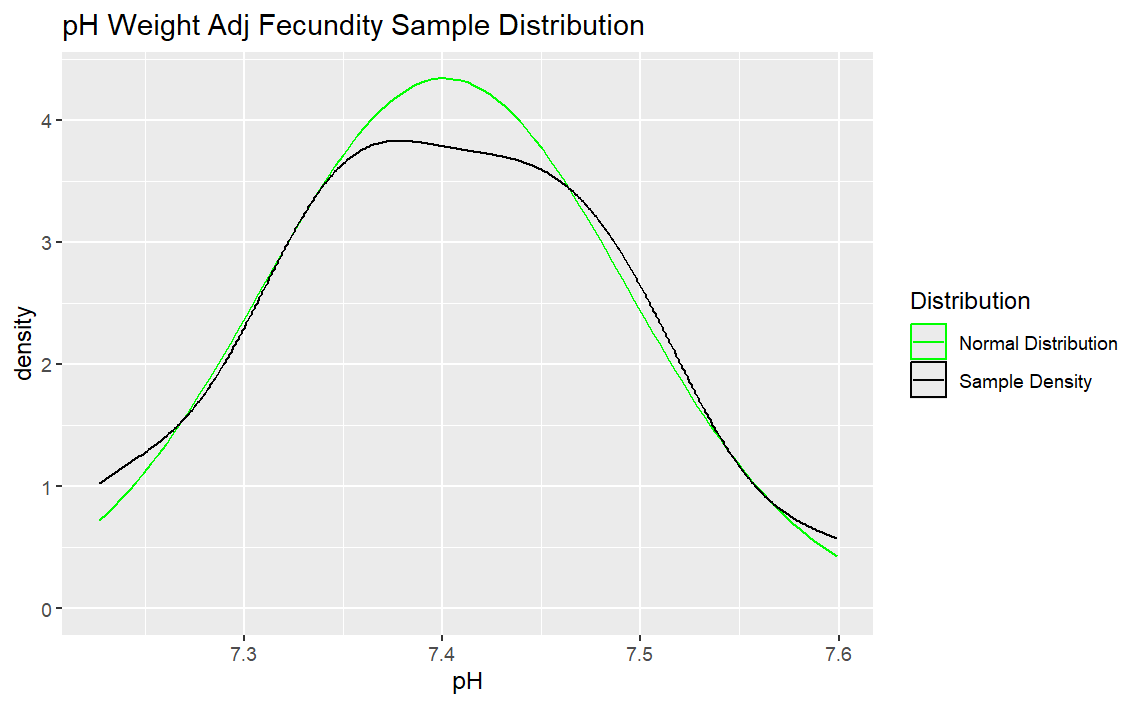 pH Weight Adj Fecundity Sample Distribution
density
4
3
2
1
0
7.3 7.4 7.5 7.6
pH
Distribution
Normal Distribution
Sample Density